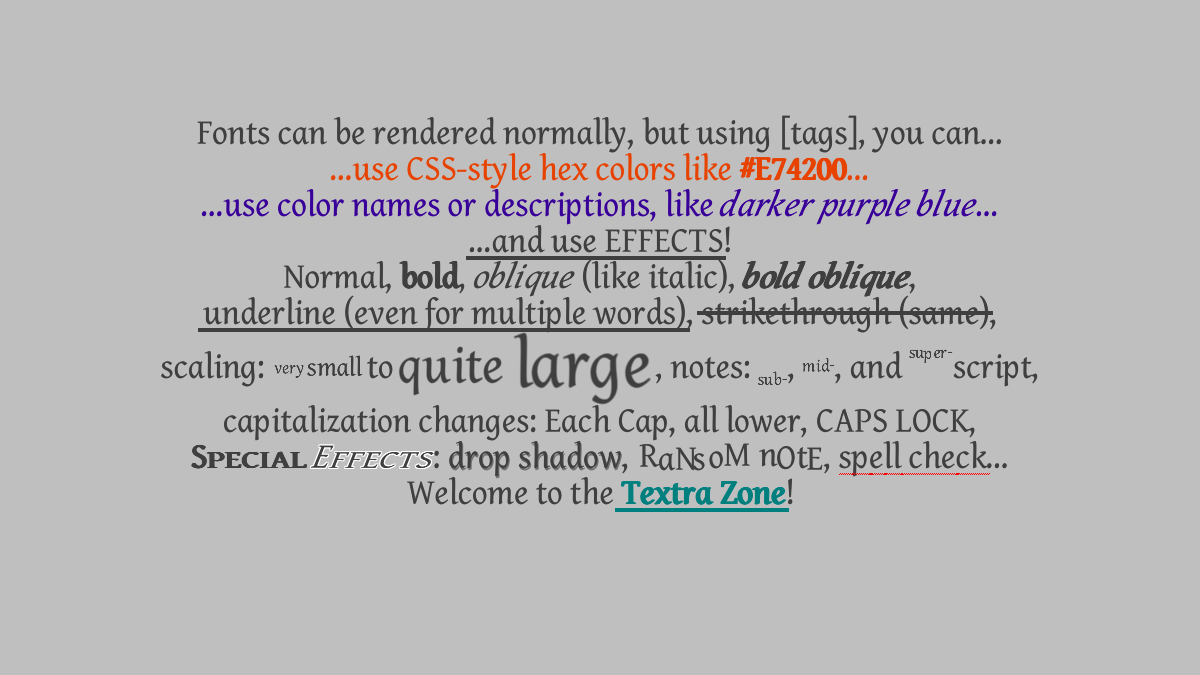 Fonts can be rendered normally, but using [tags], you can...
...use CSS-style hex colors like #E74200...
...use color names or descriptions, like darker purple blue...
...and use EFFECTS!
Normal, bold, oblique (like italic), bold oblique,
underline (even for multiple words), strikethrough (same),
scaling: very small to quite large, notes: sub-, mid-, and super-script,
capitalization changes: Each Cap, all lower, CAPS LOCK,
Special Effects: drop shadow, RaNsoM nOtE, spell check...
Welcome to the Textra Zone!